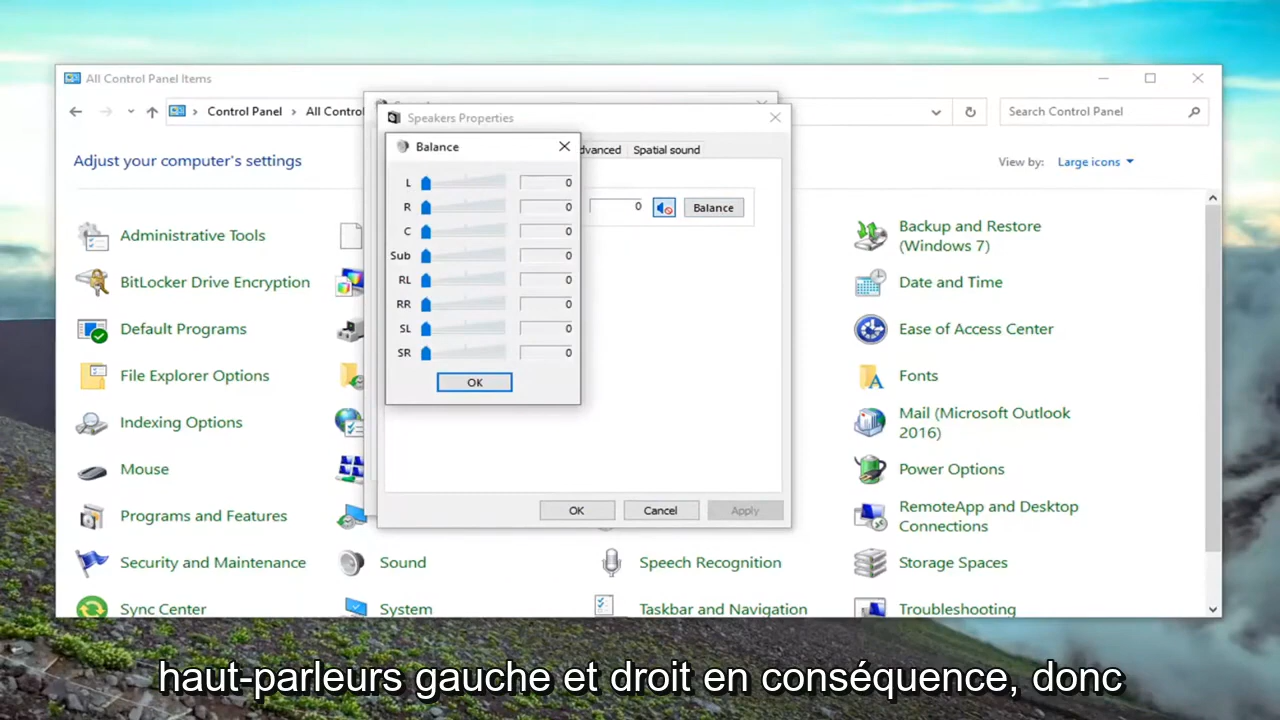 All Control Panel Items
Control Panel
All Control
Search Control Panel
Speakers Properties
Balance
Spatial sound
Adjust your computer's settings
View by: Large icons
L 0
R 0
C 0
Sub 0
RL 0
RR 0
SL 0
SR 0
OK
0 Balance
OK Cancel Apply
Administrative Tools
BitLocker Drive Encryption
Default Programs
File Explorer Options
Indexing Options
Mouse
Programs and Features
Security and Maintenance
Sync Center
Sound
System
Speech Recognition
Taskbar and Navigation
Backup and Restore
(Windows 7)
Date and Time
Ease of Access Center
Fonts
Mail (Microsoft Outlook
2016)
Power Options
RemoteApp and Desktop
Connections
Storage Spaces
Troubleshooting
haut-parleurs gauche et droit en conséquence, donc